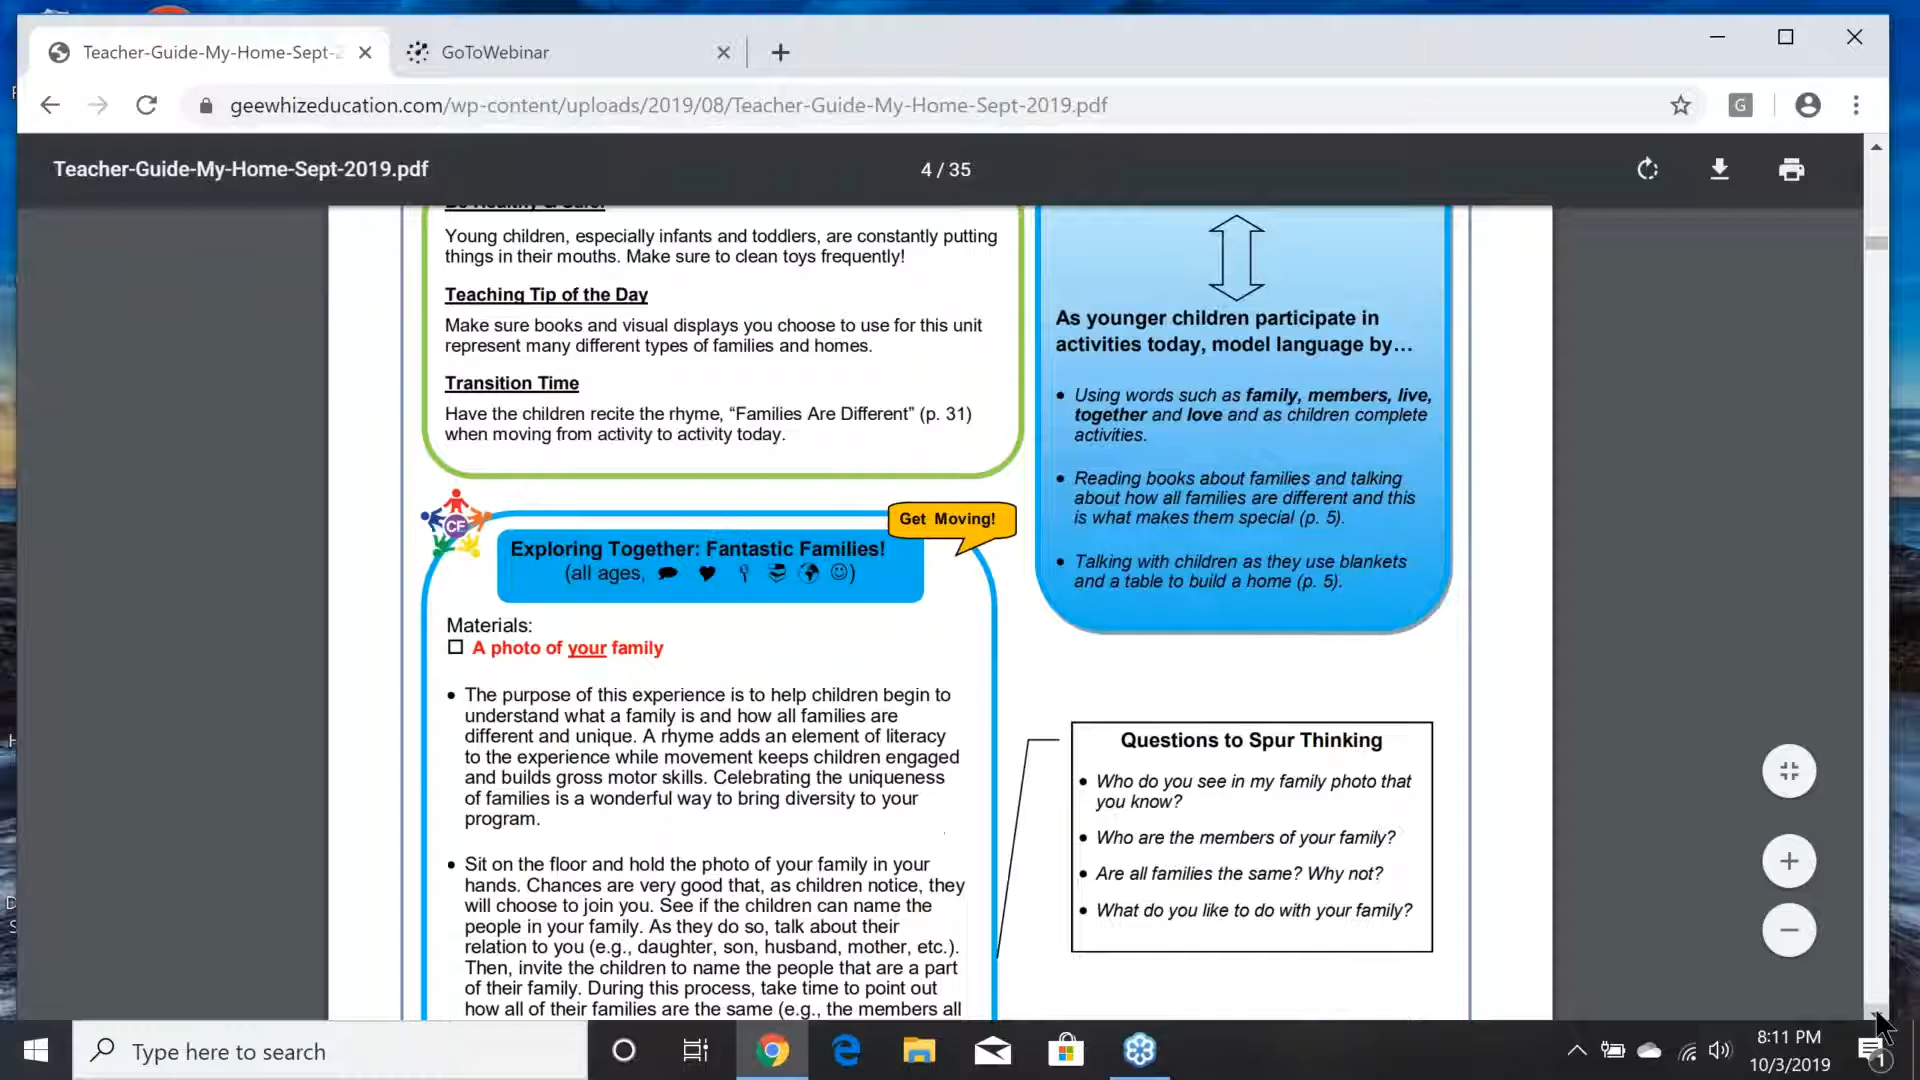 Teacher-Guide-My-Home-Sept-2
GoToWebinar
geewhizeducation.com/wp-content/uploads/2019/08/Teacher-Guide-My-Home-Sept-2019.pdf
G
Teacher-Guide-My-Home-Sept-2019.pdf
4 / 35
Young children, especially infants and toddlers, are constantly putting
things in their mouths. Make sure to clean toys frequently!
Teaching Tip of the Day
Make sure books and visual displays you choose to use for this unit
represent many different types of families and homes.
Transition Time
Have the children recite the rhyme, “Families Are Different” (p. 31)
when moving from activity to activity today.
As younger children participate in
activities today, model language by…
• Using words such as family, members, live,
together and love and as children complete
activities.
• Reading books about families and talking
about how all families are different and this
is what makes them special (p. 5).
• Talking with children as they use blankets
and a table to build a home (p. 5).
CF
Get Moving!
Exploring Together: Fantastic Families!
(all ages, )
Materials:
A photo of your family
• The purpose of this experience is to help children begin to
understand what a family is and how all families are
different and unique. A rhyme adds an element of literacy
to the experience while movement keeps children engaged
and builds gross motor skills. Celebrating the uniqueness
of families is a wonderful way to bring diversity to your
program.
• Sit on the floor and hold the photo of your family in your
hands. Chances are very good that, as children notice, they
will choose to join you. See if the children can name the
people in your family. As they do so, talk about their
relation to you (e.g., daughter, son, husband, mother, etc.).
Then, invite the children to name the people that are a part
of their family. During this process, take time to point out
how all of their families are the same (e.g., the members all
Questions to Spur Thinking
• Who do you see in my family photo that
you know?
• Who are the members of your family?
• Are all families the same? Why not?
• What do you like to do with your family?
Type here to search
8:11 PM
10/3/2019
1